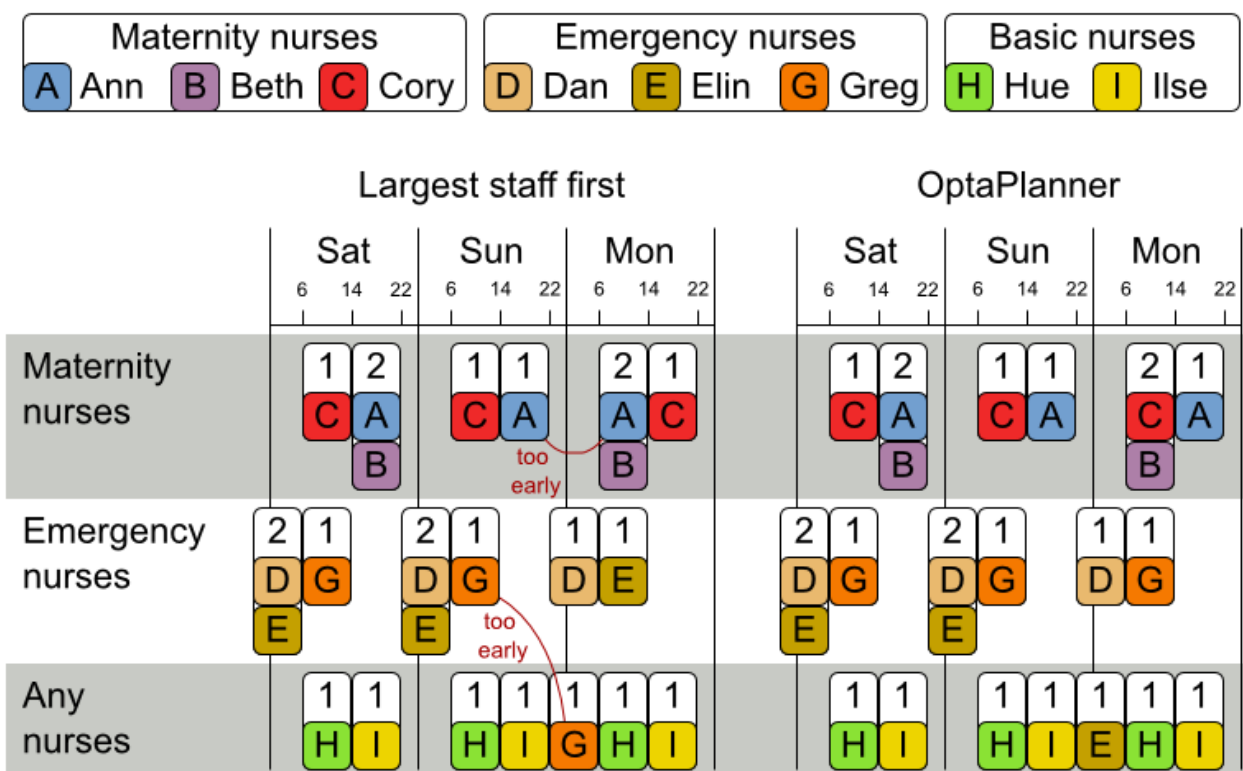 Maternity nurses Emergency nurses Basic nurses
A Ann B Beth C Cory D Dan E Elin G Greg H Hue I Ilse
Largest staff first OptaPlanner
Sat Sun Mon Sat Sun Mon
6 14 22 6 14 22 6 14 22 6 14 22 6 14 22 6 14 22
Maternity 1 2 1 1 2 1 1 2 1 1 2 1
nurses C A C A A C C A C A C A
too
B B B B
early
Emergency 2 1 2 1 1 1 2 1 2 1 1 1
nurses D G D G D E D G D G D G
too
E E E E
early
Any 1 1 1 1 1 1 1 1 1 1 1 1 1 1
nurses H I H I G H I H I H I E H I